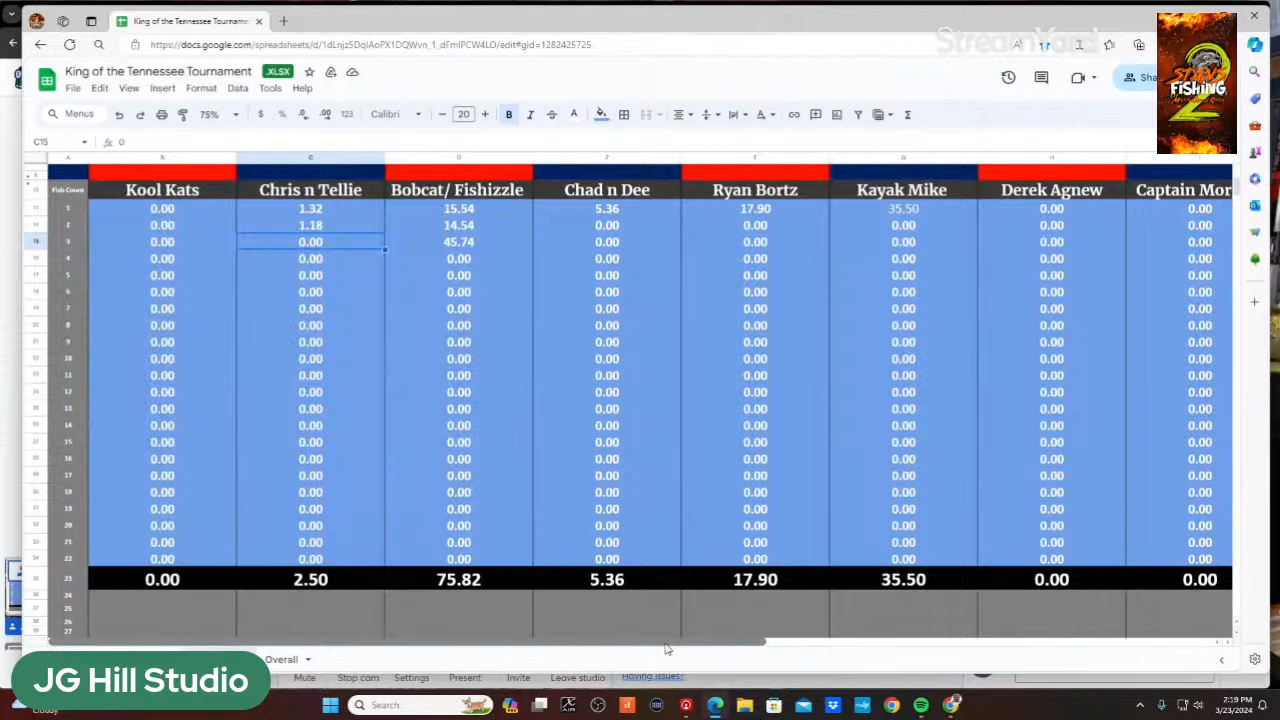 King of the Tennessee Tournament
https://docs.google.com/spreadsheets/d/1dLnjz5DqIAoPX1DQWvn_1_dFmIPCW4LO/edit#gid=1282425725
StreamYard
King of the Tennessee Tournament .XLSX
File Edit View Insert Format Data Tools Help
Sha
STAND
FISHING
2
Menus 75% $ % .0 .00 123 Calibri 20 B I A
C15 fx 0
Fish Count Kool Kats Chris n Tellie Bobcat/ Fishizzle Chad n Dee Ryan Bortz Kayak Mike Derek Agnew Captain Mor
1 0.00 1.32 15.54 5.36 17.90 35.50 0.00 0.00
2 0.00 1.18 14.54 0.00 0.00 0.00 0.00 0.00
3 0.00 0.00 45.74 0.00 0.00 0.00 0.00 0.00
4 0.00 0.00 0.00 0.00 0.00 0.00 0.00 0.00
5 0.00 0.00 0.00 0.00 0.00 0.00 0.00 0.00
6 0.00 0.00 0.00 0.00 0.00 0.00 0.00 0.00
7 0.00 0.00 0.00 0.00 0.00 0.00 0.00 0.00
8 0.00 0.00 0.00 0.00 0.00 0.00 0.00 0.00
9 0.00 0.00 0.00 0.00 0.00 0.00 0.00 0.00
10 0.00 0.00 0.00 0.00 0.00 0.00 0.00 0.00
11 0.00 0.00 0.00 0.00 0.00 0.00 0.00 0.00
12 0.00 0.00 0.00 0.00 0.00 0.00 0.00 0.00
13 0.00 0.00 0.00 0.00 0.00 0.00 0.00 0.00
14 0.00 0.00 0.00 0.00 0.00 0.00 0.00 0.00
15 0.00 0.00 0.00 0.00 0.00 0.00 0.00 0.00
16 0.00 0.00 0.00 0.00 0.00 0.00 0.00 0.00
17 0.00 0.00 0.00 0.00 0.00 0.00 0.00 0.00
18 0.00 0.00 0.00 0.00 0.00 0.00 0.00 0.00
19 0.00 0.00 0.00 0.00 0.00 0.00 0.00 0.00
20 0.00 0.00 0.00 0.00 0.00 0.00 0.00 0.00
21 0.00 0.00 0.00 0.00 0.00 0.00 0.00 0.00
22 0.00 0.00 0.00 0.00 0.00 0.00 0.00 0.00
23 0.00 2.50 75.82 5.36 17.90 35.50 0.00 0.00
24
25
26
27
Overall
JG Hill Studio
Mute Stop cam Settings Present Invite Leave studio Having issues?
Search
2:19 PM
3/23/2024